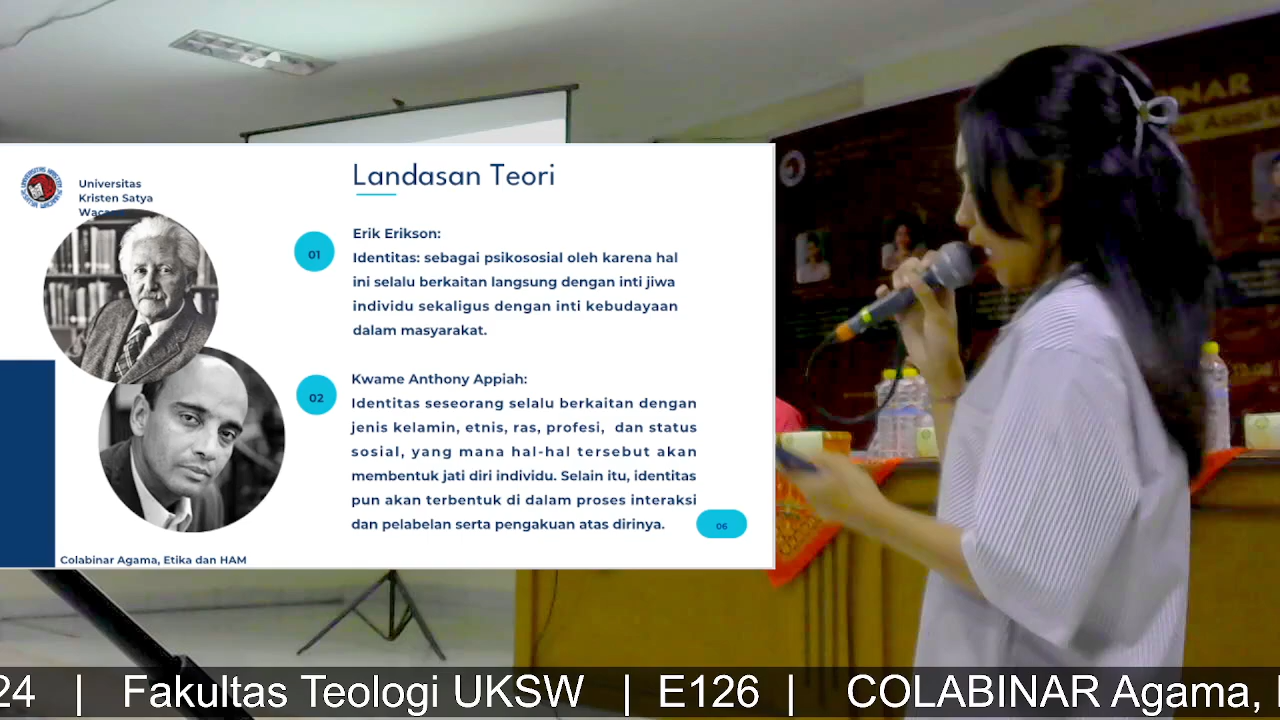 BINAR
Universitas
Kristen Satya
Wacana
Landasan Teori
01
Erik Erikson:
Identitas: sebagai psikososial oleh karena hal
ini selalu berkaitan langsung dengan inti jiwa
individu sekaligus dengan inti kebudayaan
dalam masyarakat.
02
Kwame Anthony Appiah:
Identitas seseorang selalu berkaitan dengan
jenis kelamin, etnis, ras, profesi, dan status
sosial, yang mana hal-hal tersebut akan
membentuk jati diri individu. Selain itu, identitas
pun akan terbentuk di dalam proses interaksi
dan pelabelan serta pengakuan atas dirinya.
06
Colabinar Agama, Etika dan HAM
24 | Fakultas Teologi UKSW | E126 | COLABINAR Agama,